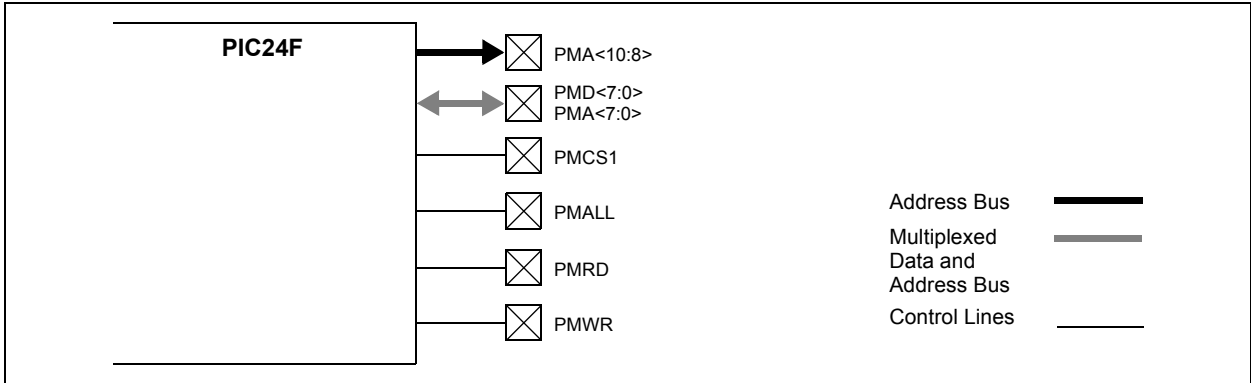 PIC24F
PMA<10:8>
PMD<7:0>
PMA<7:0>
PMCS1
PMALL
PMRD
PMWR
Address Bus
Multiplexed
Data and
Address Bus
Control Lines